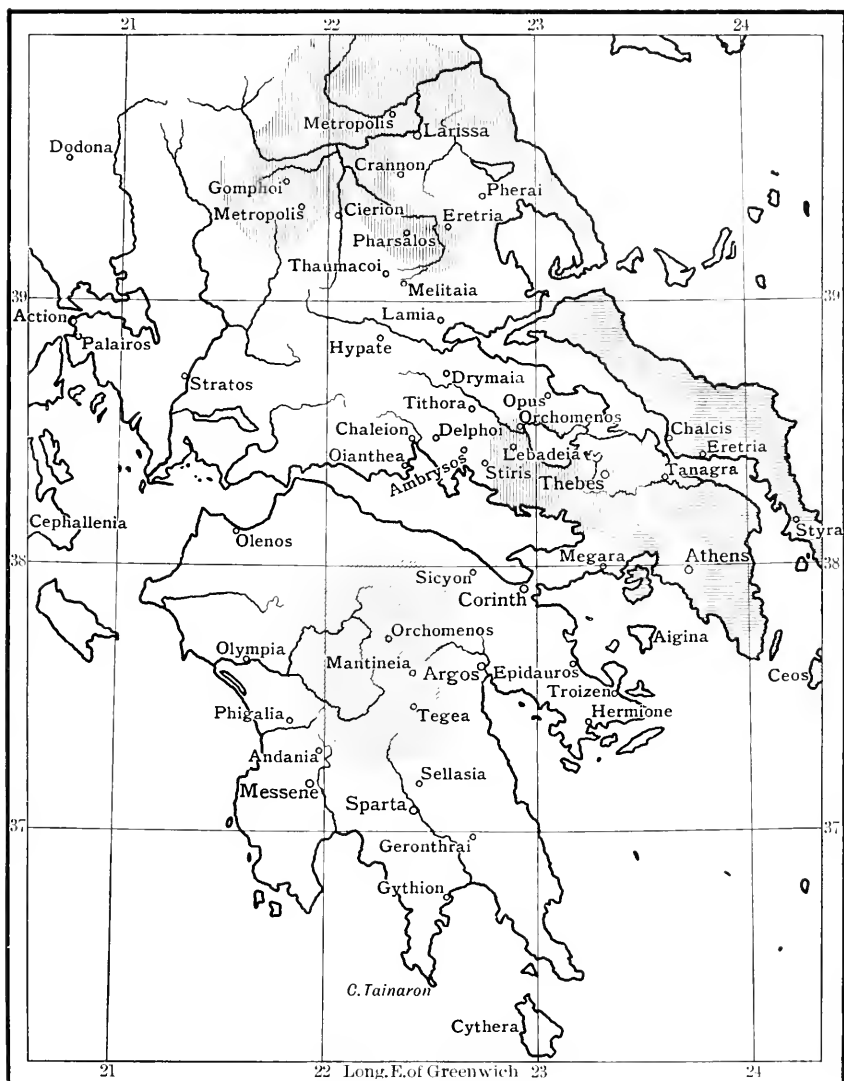 21
22
23
24
Metropolis
Larissa
Dodona
Crannon
Gomphoi
Pherai
Metropolis
Cierion
Eretria
Pharsalos
Thaumacoi
Melitaia
39
39
Action
Lamia
Palairos
Hypate
Stratos
Drymaia
Tithora
Opus
Orchomenos
Chaleion
Delphoi
Chalcis
Lebadeia
Eretria
Oianthea
Ambrysos
Stiris
Thebes
Tanagra
Cephallenia
Olenos
Styra
38
38
Megara
Athens
Sicyon
Corinth
Orchomenos
Aigina
Olympia
Mantineia
Argos
Epidauros
Ceos
Troizen
Phigalia
Tegea
Hermione
Andania
Messene
Sellasia
Sparta
37
37
Geronthrai
Gythion
C. Tainaron
Cythera
21
22
Long. E. of Greenwich
23
24